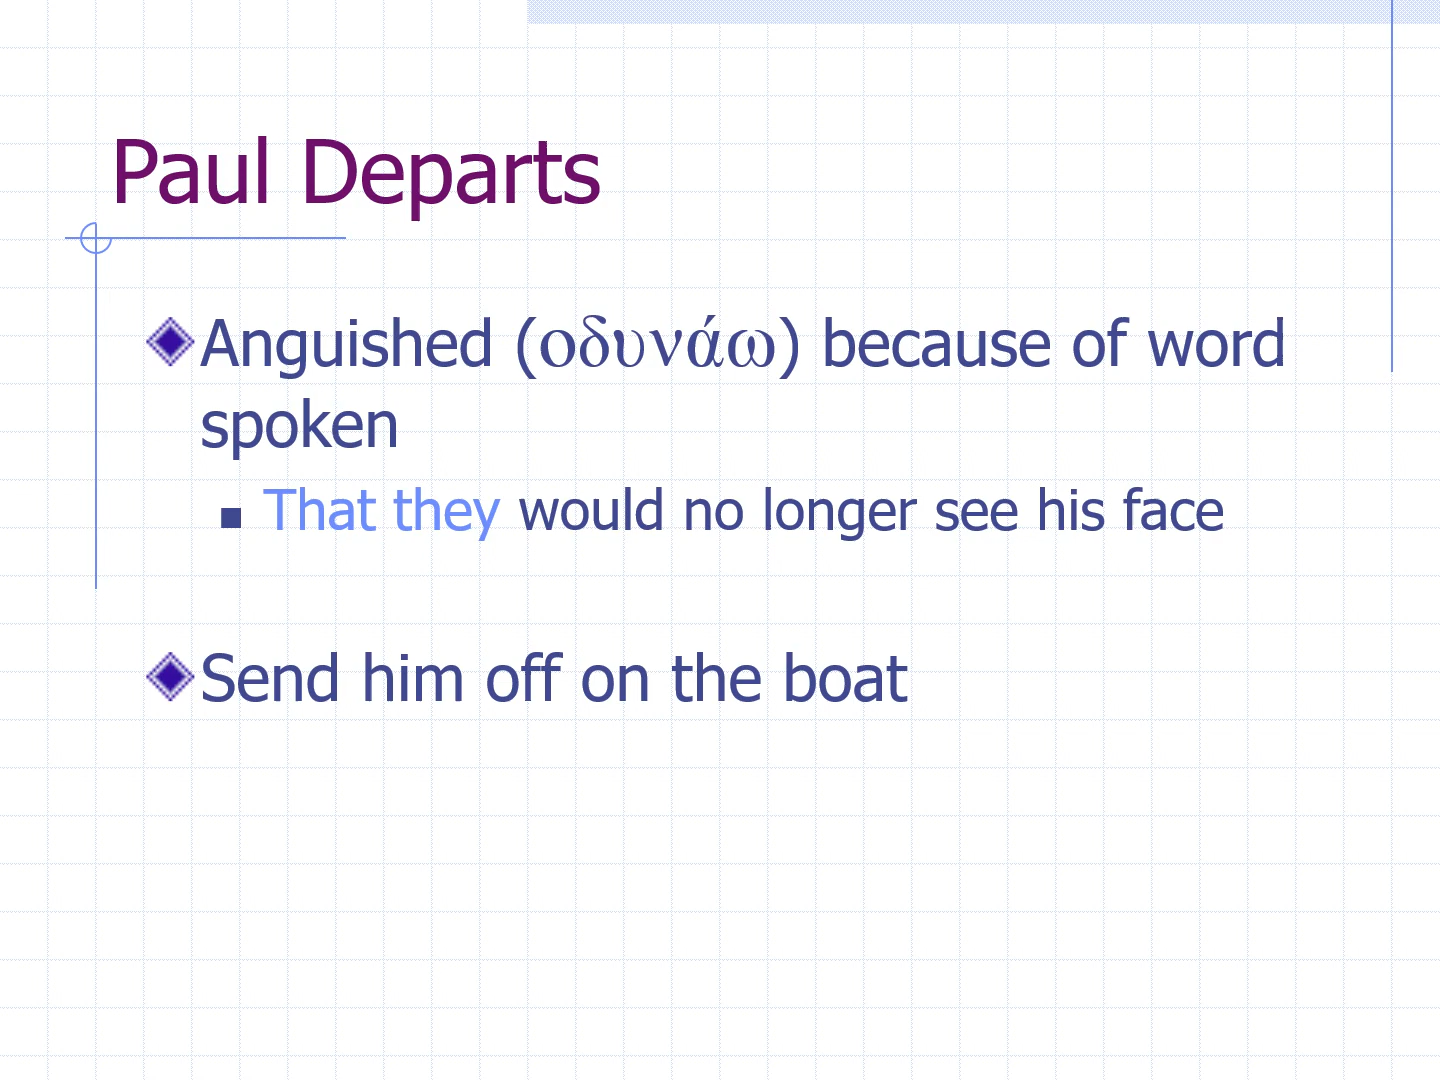 Paul Departs
Anguished (οδυνάω) because of word
spoken
That they would no longer see his face
Send him off on the boat